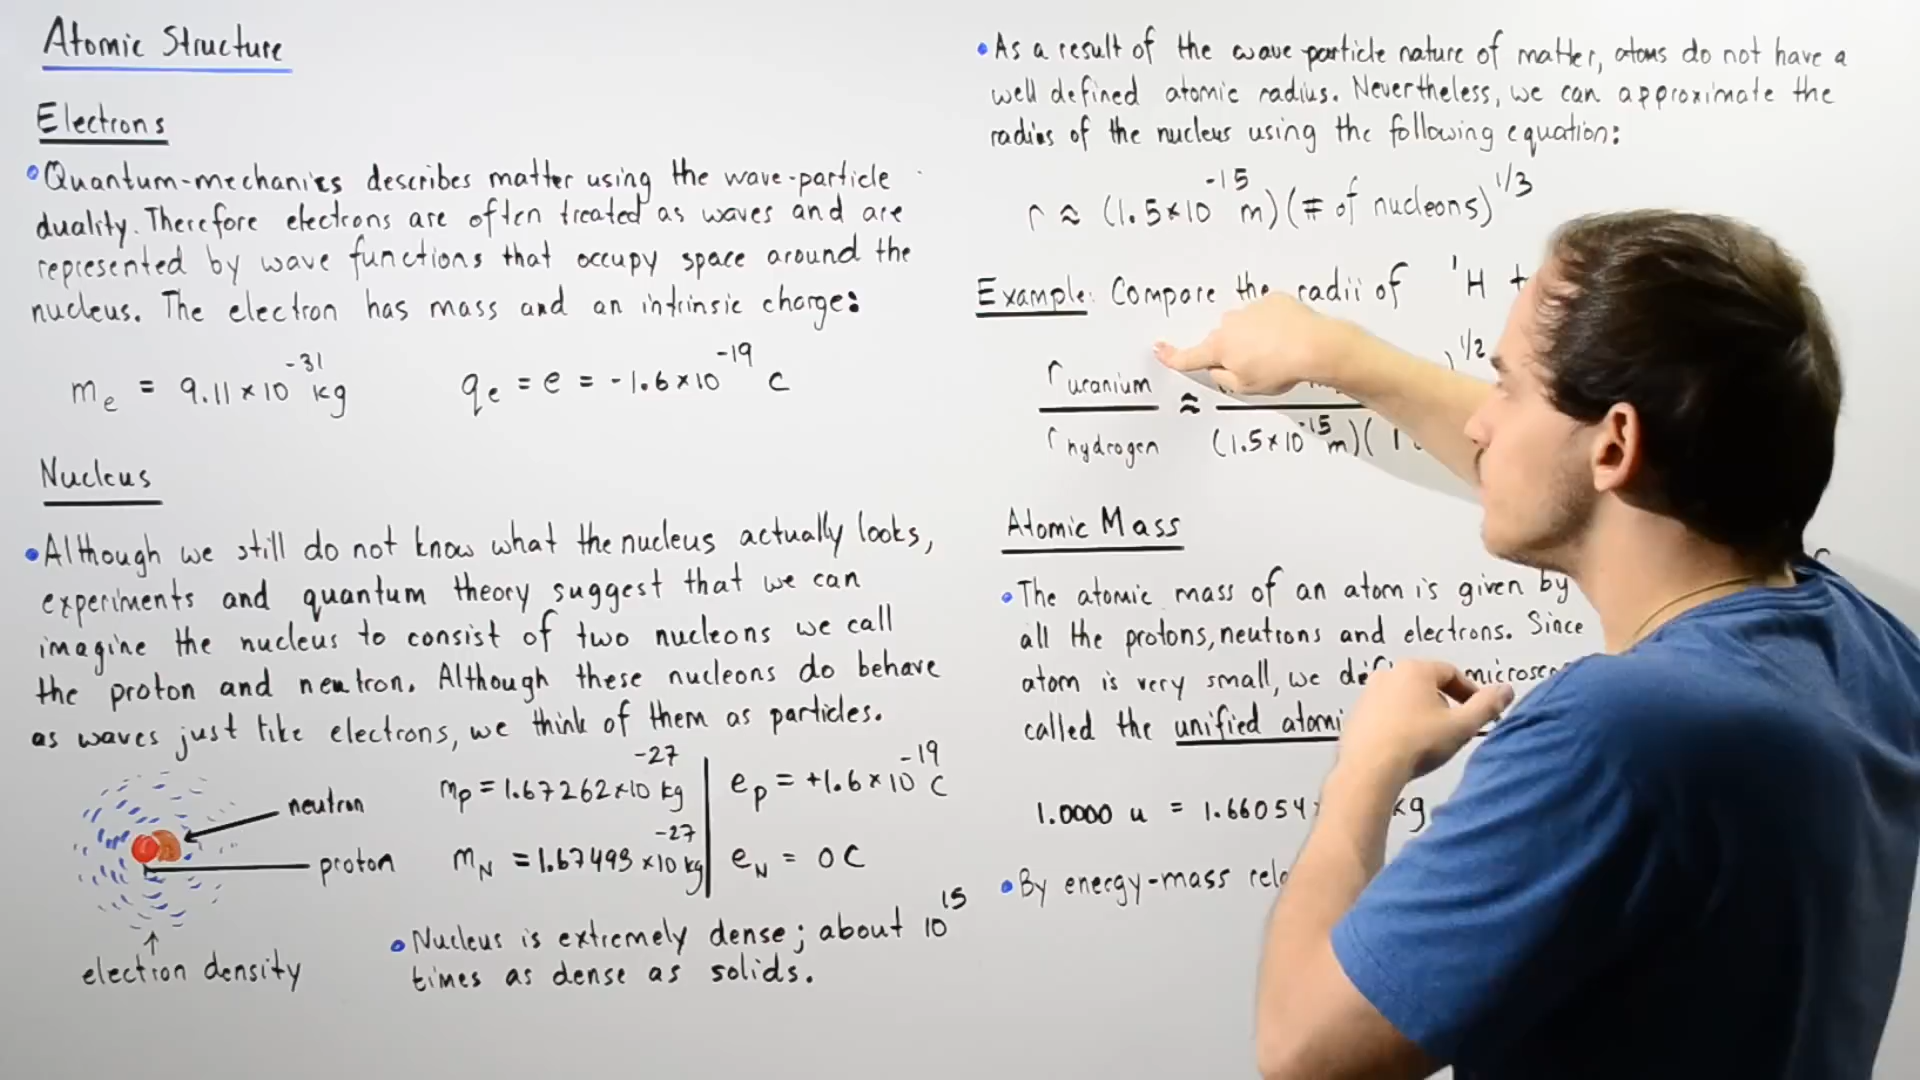 Atomic Structure
Electrons
• Quantum-mechanics describes matter using the wave-particle
duality. Therefore electrons are often treated as waves and are
represented by wave functions that occupy space around the
nucleus. The electron has mass and an intrinsic charge:
mₑ = 9.11×10⁻³¹ kg   qₑ = e = -1.6×10⁻¹⁹ C
Nucleus
• Although we still do not know what the nucleus actually looks,
experiments and quantum theory suggest that we can
imagine the nucleus to consist of two nucleons we call
the proton and neutron. Although these nucleons do behave
as waves just like electrons, we think of them as particles.
neutron
proton
electron density
mp = 1.67262×10⁻²⁷ kg | ep = +1.6×10⁻¹⁹ C
mN = 1.67493×10⁻²⁷ kg | eN = 0C
• Nucleus is extremely dense; about 10¹⁵
times as dense as solids.
• As a result of the wave particle nature of matter, atoms do not have a
well defined atomic radius. Nevertheless, we can approximate the
radius of the nucleus using the following equation:
r ≈ (1.5×10⁻¹⁵ m)(# of nucleons)^1/3
Example: Compare the radii of ¹H
r uranium
)^1/2
≈
r hydrogen
(1.5×10⁻¹⁵ m)( 1
Atomic Mass
• The atomic mass of an atom is given by
all the protons, neutrons and electrons. Since
atom is very small, we
called the unified
1.0000 u = 1.66054 kg
• By energy-mass